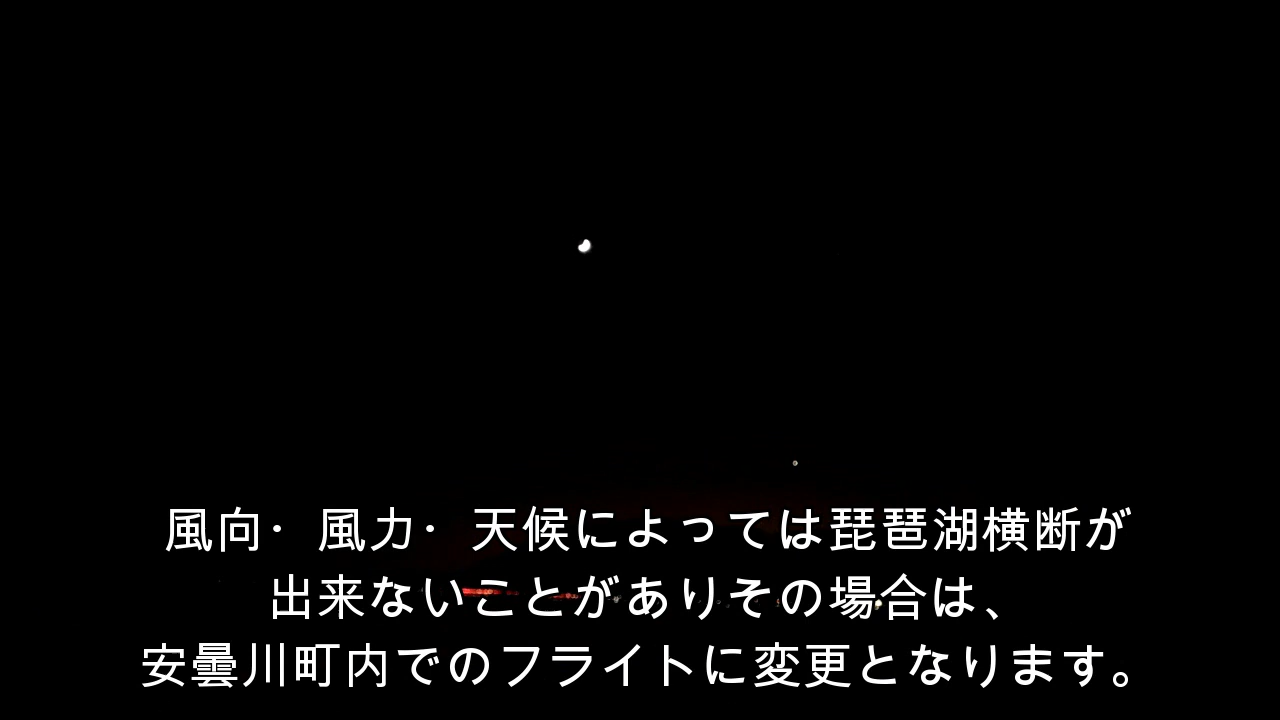 風向・風力・天候によっては琵琶湖横断が
出来ないことがありその場合は、
安曇川町内でのフライトに変更となります。